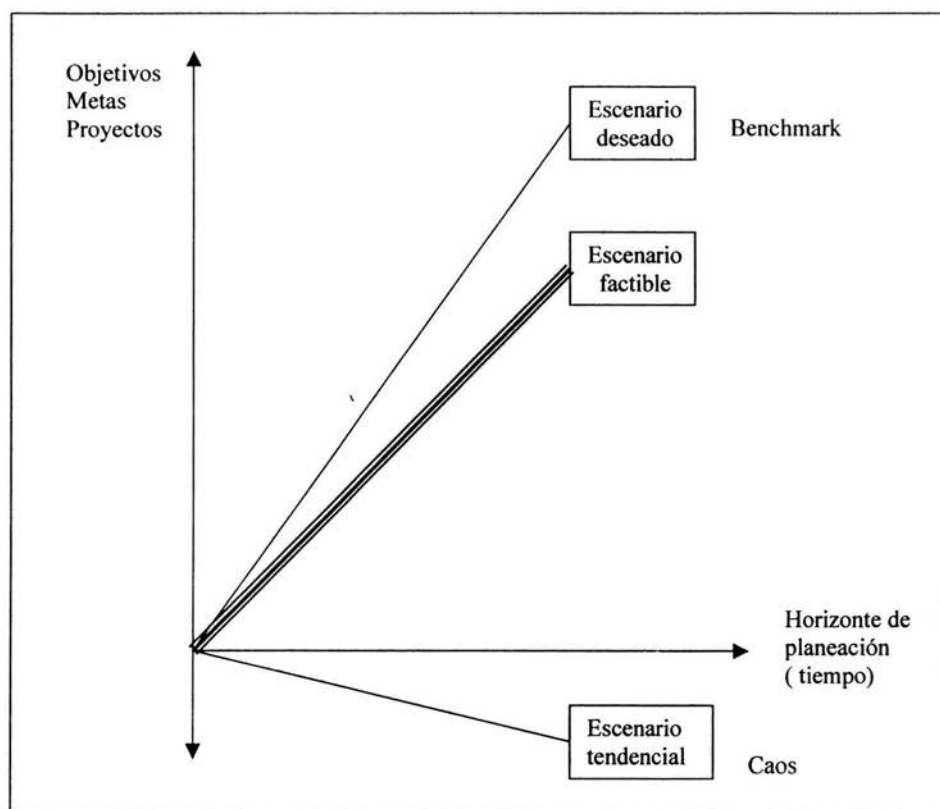 Objetivos
Metas
Proyectos
Escenario
deseado
Benchmark
Escenario
factible
Horizonte de
planeación
( tiempo)
Escenario
tendencial
Caos